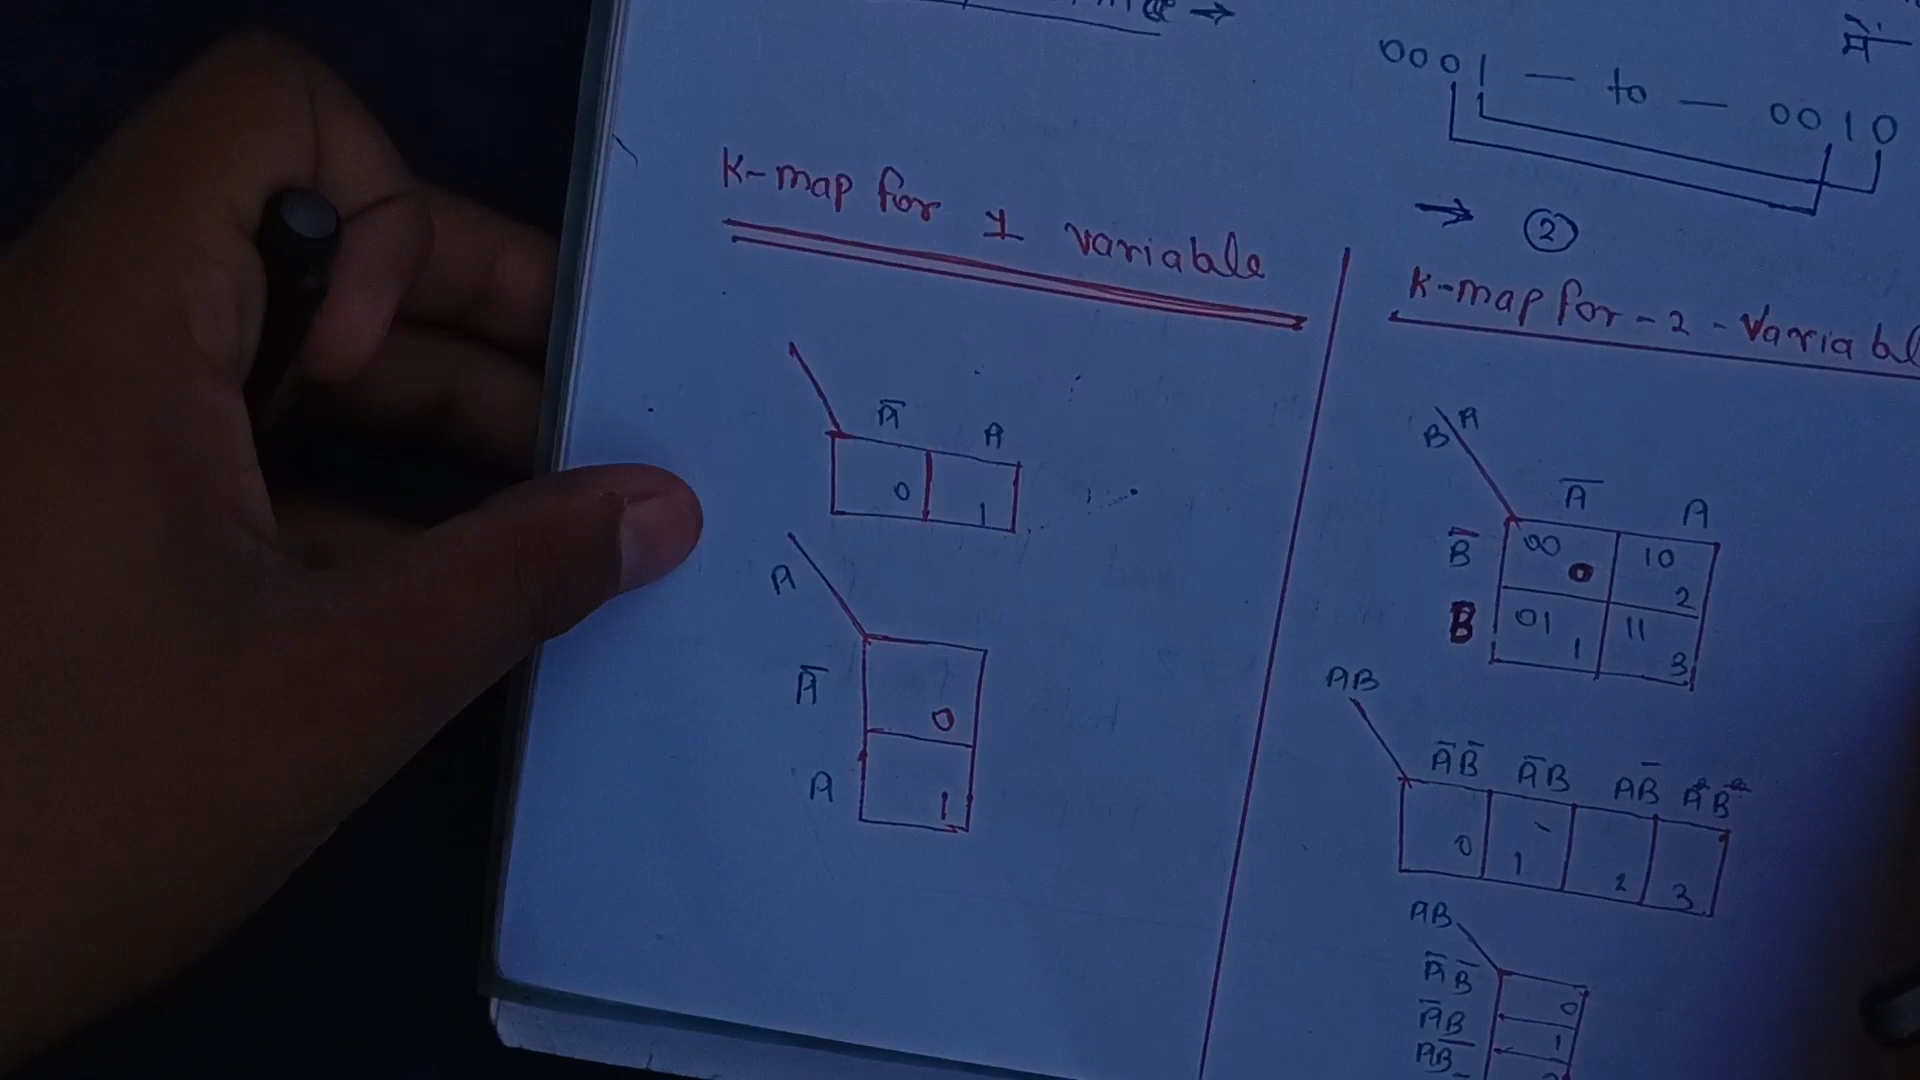 →
में
0001 — to — 0010
→ ②
K-map for 1 variable
Ā A
0 1
A
Ā 0
A 1
K-map for - 2 - Variabl
A
B
Ā A
B̄ 00 0 10 2
B 01 1 11 3
AB
ĀB̄ ĀB AB̄ AB
0 1 2 3
AB
ĀB̄ 0
ĀB 1
AB̄